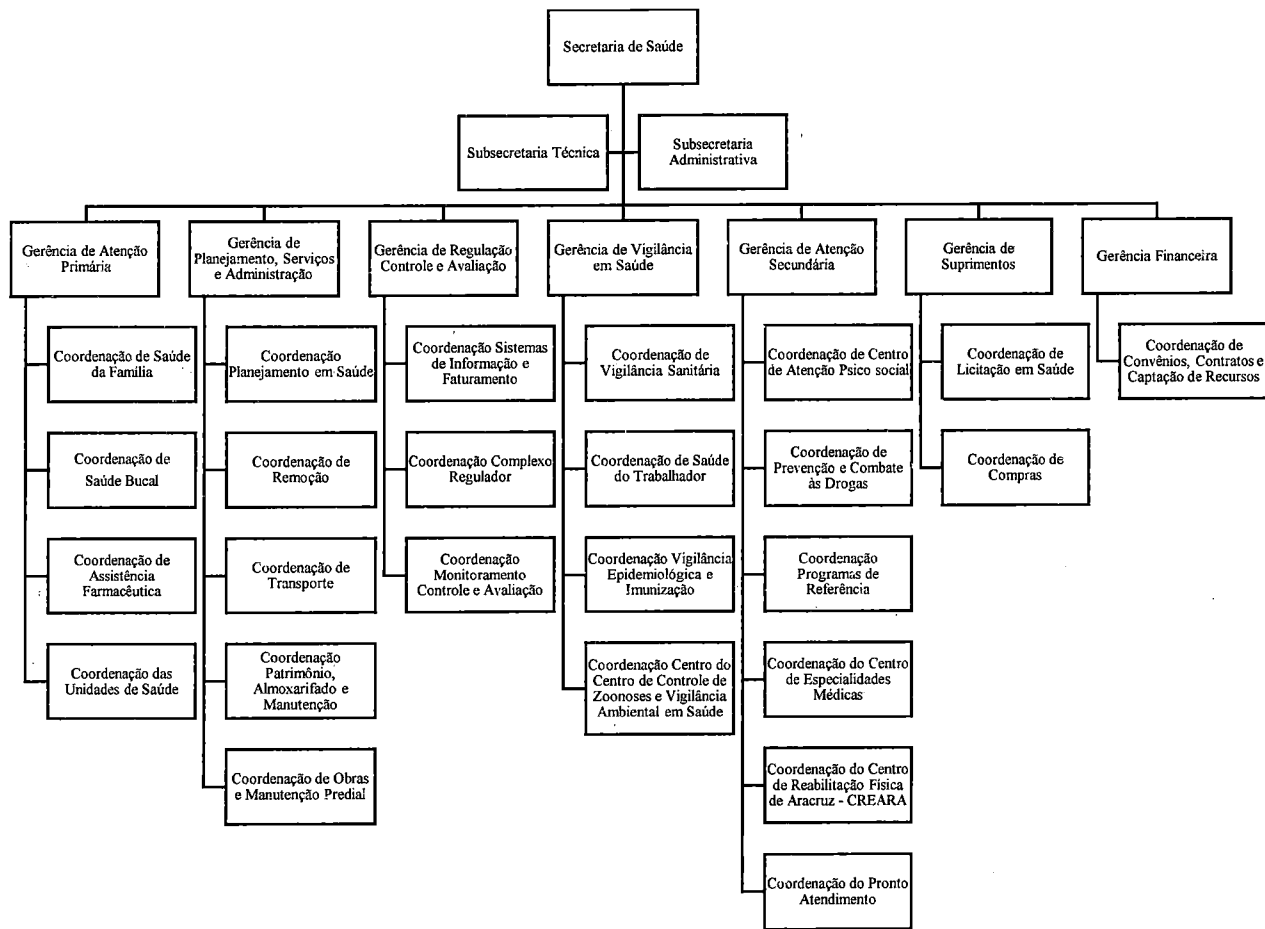 Secretaria de Saúde
Subsecretaria Técnica
Subsecretaria
Administrativa
Gerência de Atenção
Primária
Gerência de
Planejamento, Serviços
e Administração
Gerência de Regulação
Controle e Avaliação
Gerência de Vigilância
em Saúde
Gerência de Atenção
Secundária
Gerência de
Suprimentos
Gerência Financeira
Coordenação de Saúde
da Família
Coordenação
Planejamento em Saúde
Coordenação Sistemas
de Informação e
Faturamento
Coordenação de
Vigilância Sanitária
Coordenação de Centro
de Atenção Psico social
Coordenação de
Licitação em Saúde
Coordenação de
Convênios, Contratos e
Captação de Recursos
Coordenação de
Saúde Bucal
Coordenação de
Remoção
Coordenação Complexo
Regulador
Coordenação de Saúde
do Trabalhador
Coordenação de
Prevenção e Combate
às Drogas
Coordenação de
Compras
Coordenação de
Assistência
Farmacêutica
Coordenação de
Transporte
Coordenação
Monitoramento
Controle e Avaliação
Coordenação Vigilância
Epidemiológica e
Imunização
Coordenação
Programas de
Referência
Coordenação das
Unidades de Saúde
Coordenação
Patrimônio,
Almoxarifado e
Manutenção
Coordenação Centro do
Centro de Controle de
Zoonoses e Vigilância
Ambiental em Saúde
Coordenação do Centro
de Especialidades
Médicas
Coordenação de Obras
e Manutenção Predial
Coordenação do Centro
de Reabilitação Física
de Aracruz - CREARA
Coordenação do Pronto
Atendimento